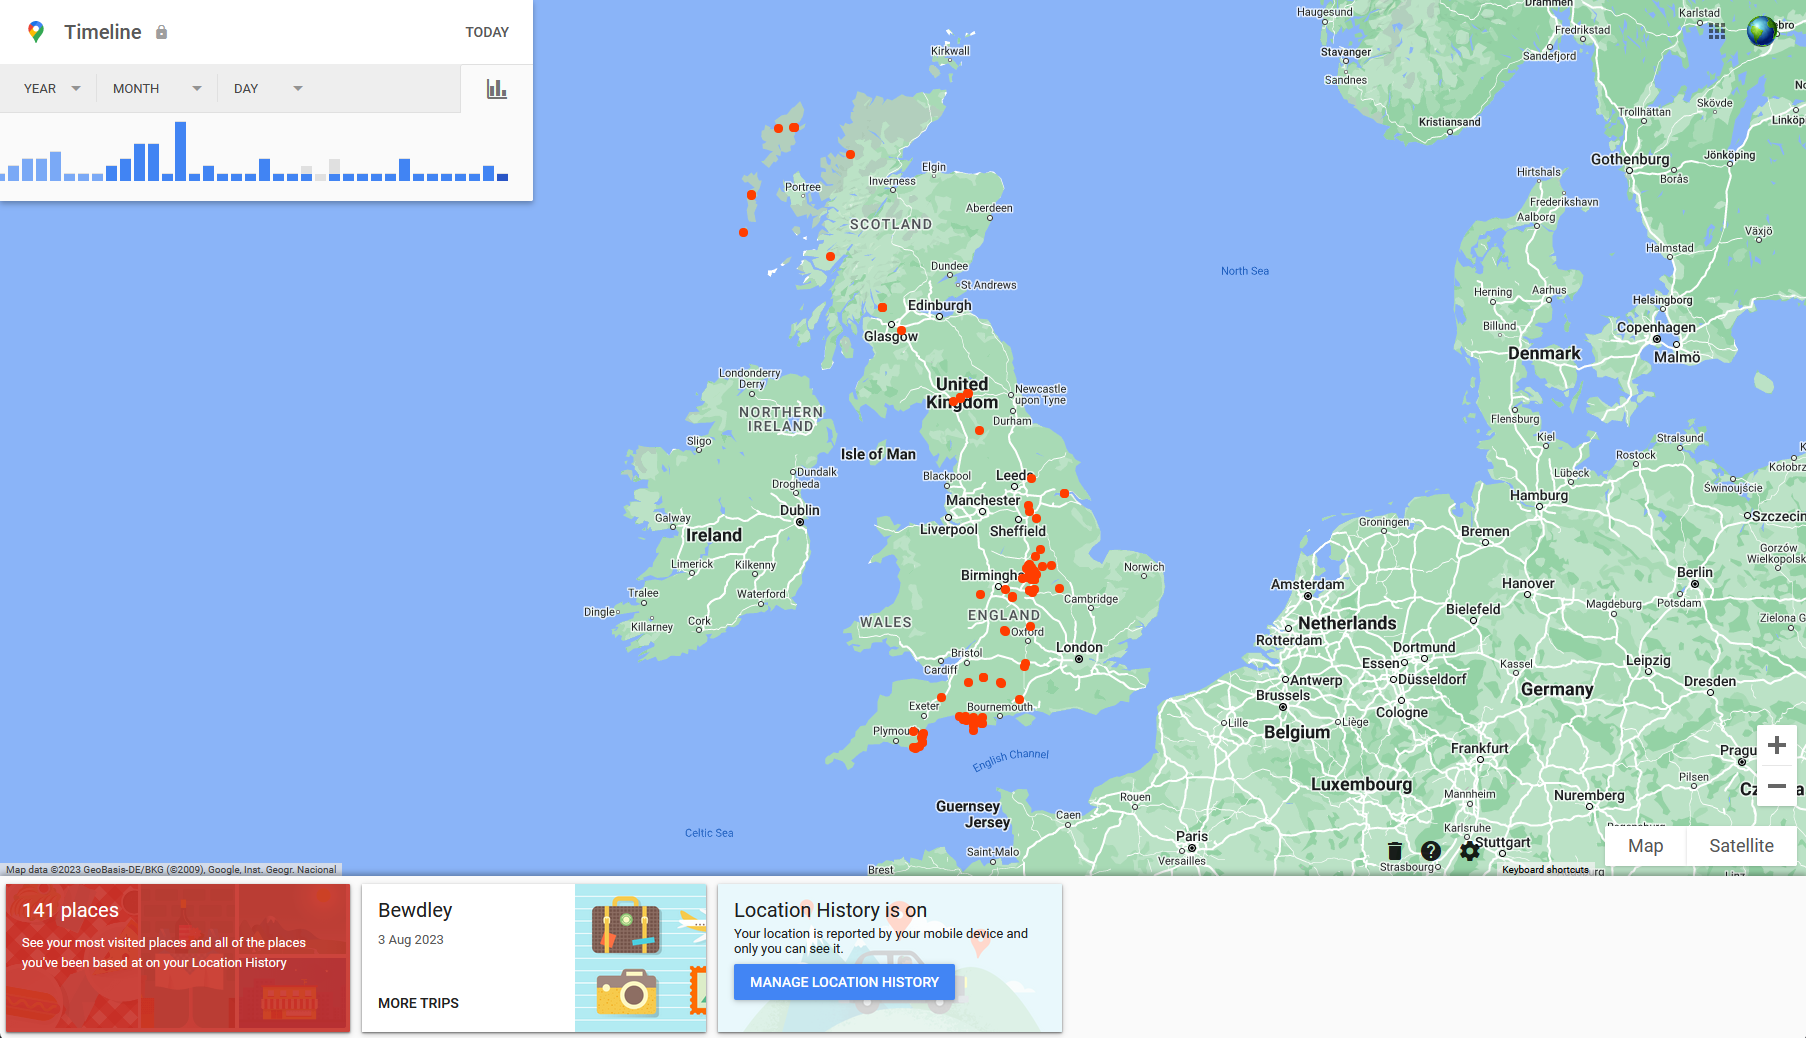 Timeline
TODAY
YEAR
MONTH
DAY
Haugesund
Drammen
Karlstad
Fredrikstad
Sandefjord
Kirkwall
Stavanger
Sandnes
Trollhättan
Skövde
Linköp
Kristiansand
Gothenburg
Jönköping
Borås
Elgin
Hirtshals
Inverness
Portree
Frederikshavn
Aberdeen
Aalborg
SCOTLAND
Växjö
Halmstad
North Sea
Dundee
St Andrews
Herning
Aarhus
Helsingborg
Edinburgh
Billund
Copenhagen
Glasgow
Denmark
Malmö
Londonderry
Derry
United
Kingdom
Newcastle
upon Tyne
NORTHERN
IRELAND
Durham
Flensburg
Sligo
Kiel
Stralsund
Isle of Man
Rostock
Dundalk
Blackpool
Leeds
Lübeck
Kolobrz
Drogheda
Manchester
Hamburg
Świnoujście
Dublin
Galway
Liverpool
Sheffield
Groningen
Szczecin
Ireland
Bremen
Gorzów
Wielkopolsk
Limerick
Kilkenny
Birmingha
Norwich
Amsterdam
Hanover
Berlin
Tralee
Waterford
Cambridge
Magdeburg
Potsdam
Dingle
Killarney
Cork
WALES
ENGLAND
Bielefeld
Zielona G
Oxford
Netherlands
Rotterdam
Bristol
London
Dortmund
Cardiff
Essen
Kassel
Leipzig
Antwerp
Düsseldorf
Dresden
Brussels
Germany
Exeter
Bournemouth
Cologne
Lille
Liège
Plymou
Belgium
English Channel
Frankfurt
Pragu
Luxembourg
Pilsen
Mannheim
Nuremberg
Guernsey
Rouen
Jersey
Caen
Celtic Sea
Karlsruhe
Paris
Stuttgart
Saint-Malo
Versailles
Strasbourg
Brest
Map
Satellite
Keyboard shortcuts
Map data ©2023 GeoBasis-DE/BKG (©2009), Google, Inst. Geogr. Nacional
141 places
See your most visited places and all of the places
you've been based at on your Location History
Bewdley
3 Aug 2023
MORE TRIPS
Location History is on
Your location is reported by your mobile device and
only you can see it.
MANAGE LOCATION HISTORY